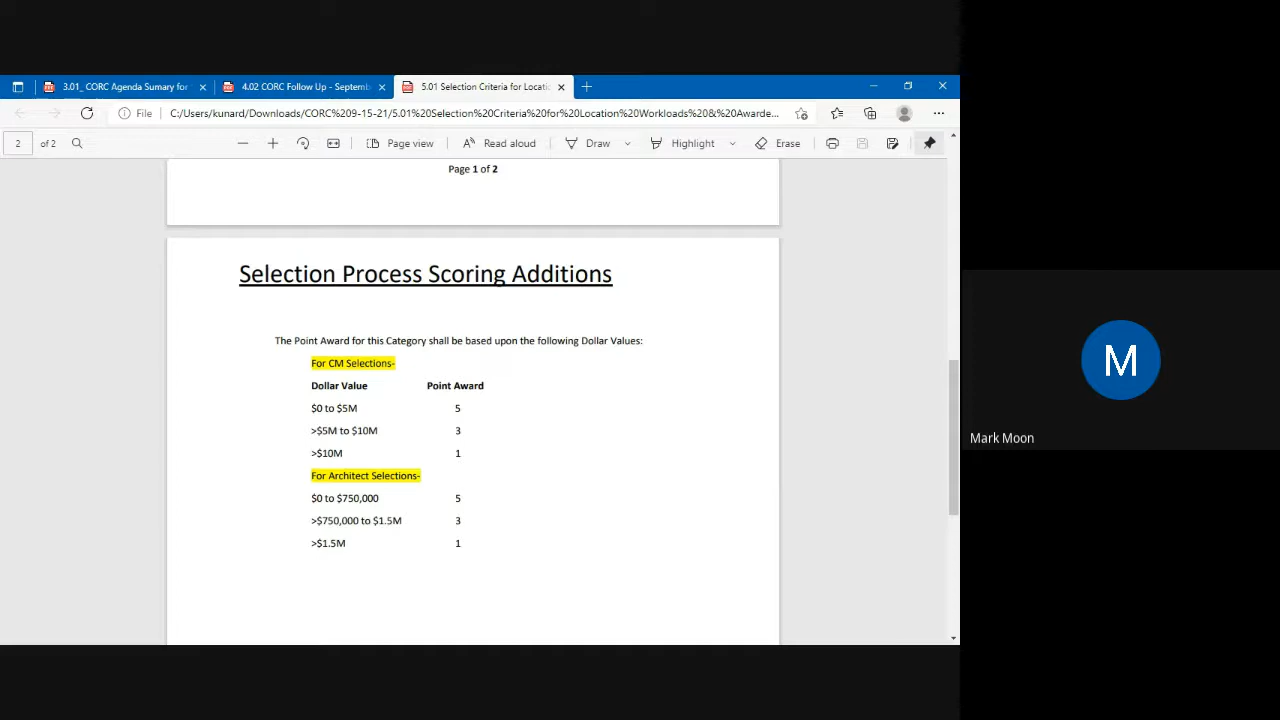 3.01_ CORC Agenda Sumary for
4.02 CORC Follow Up - Septemb
5.01 Selection Criteria for Locatio
File
C:/Users/kunard/Downloads/CORC%209-15-21/5.01%20Selection%20Criteria%20for%20Location%20Workloads%20&%20Awarde...
2 of 2
Page view
Read aloud
Draw
Highlight
Erase
Page 1 of 2
Selection Process Scoring Additions
The Point Award for this Category shall be based upon the following Dollar Values:
For CM Selections-
Dollar Value Point Award
$0 to $5M 5
>$5M to $10M 3
>$10M 1
For Architect Selections-
$0 to $750,000 5
>$750,000 to $1.5M 3
>$1.5M 1
M
Mark Moon